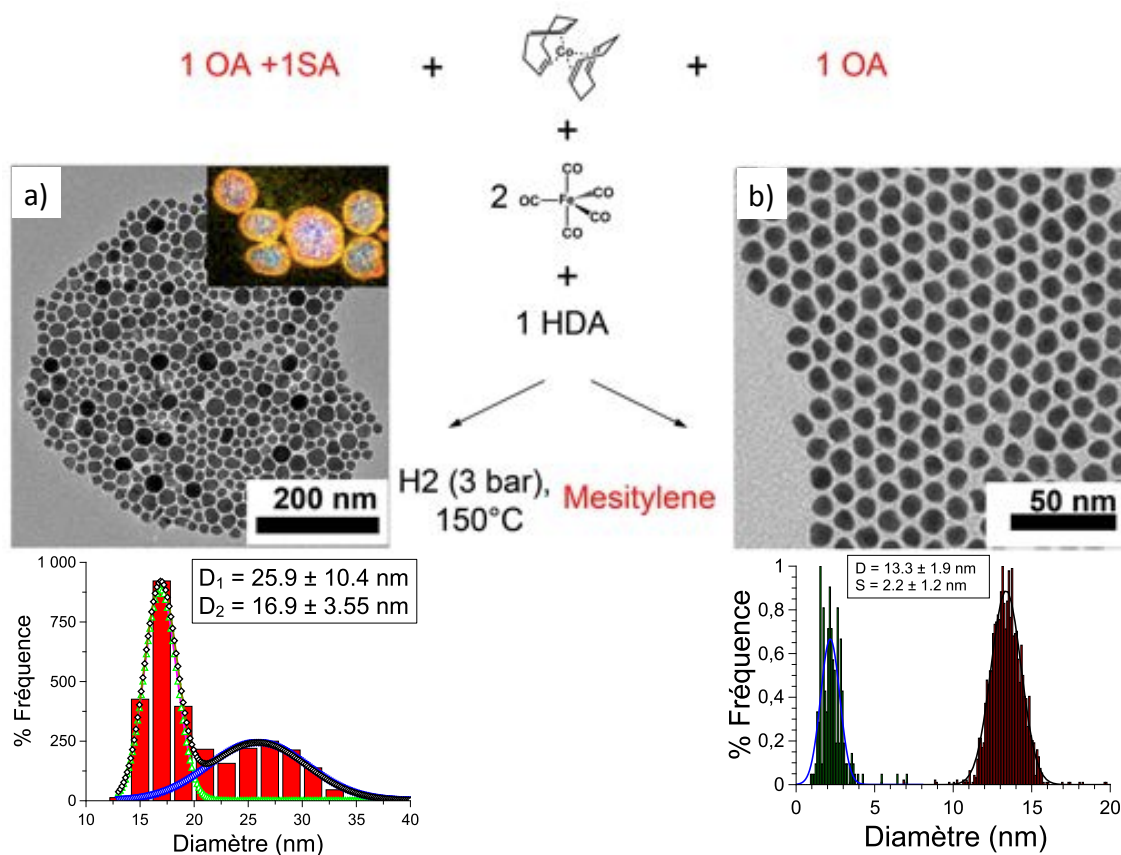 1 OA +1SA + Co + 1 OA
+
2 OC Fe CO CO CO CO
+
1 HDA
a)
b)
200 nm
50 nm
H2 (3 bar), Mesitylene
150°C
D1 = 25.9 ± 10.4 nm
D2 = 16.9 ± 3.55 nm
1 000
750
500
250
0
% Fréquence
10 15 20 25 30 35 40
Diamètre (nm)
D = 13.3 ± 1.9 nm
S = 2.2 ± 1.2 nm
1
0,8
0,6
0,4
0,2
0
% Fréquence
0 5 10 15 20
Diamètre (nm)